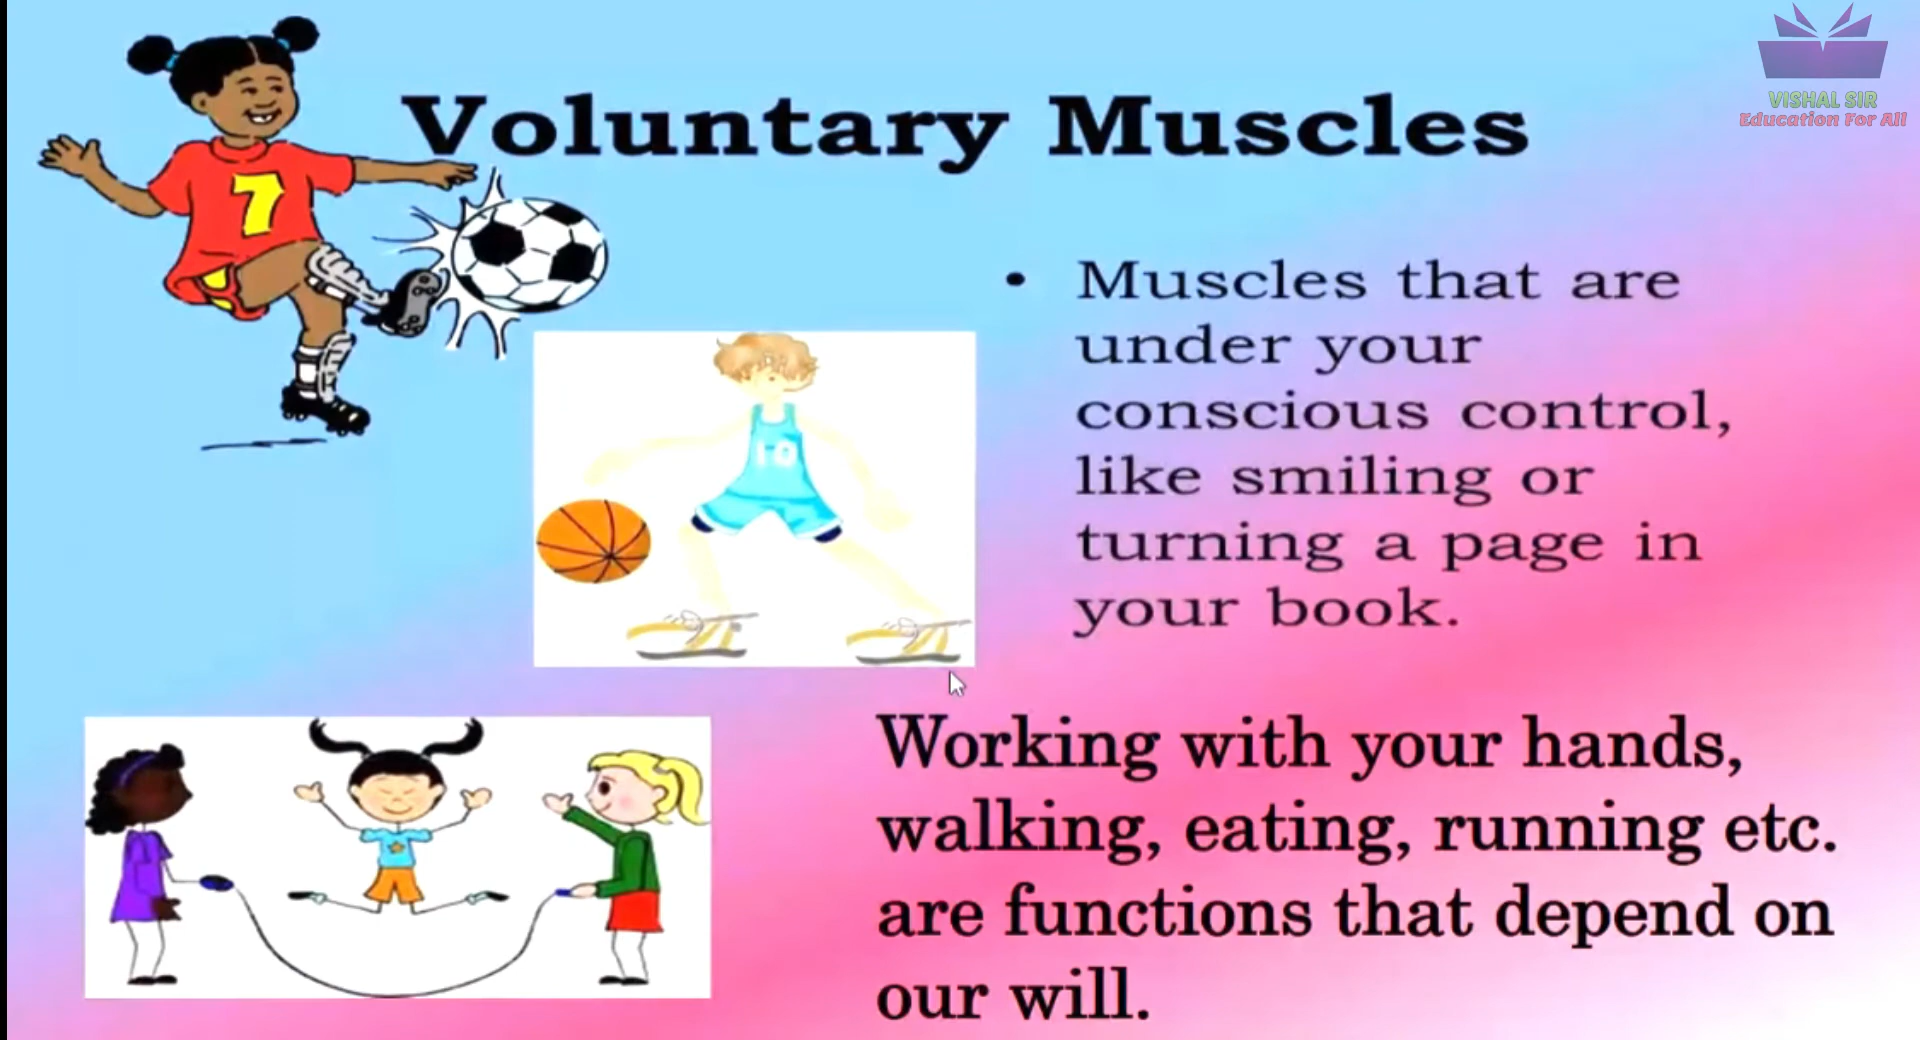 VISHAL SIR
Education For All
Voluntary Muscles
7
10
• Muscles that are
under your
conscious control,
like smiling or
turning a page in
your book.
Working with your hands,
walking, eating, running etc.
are functions that depend on
our will.